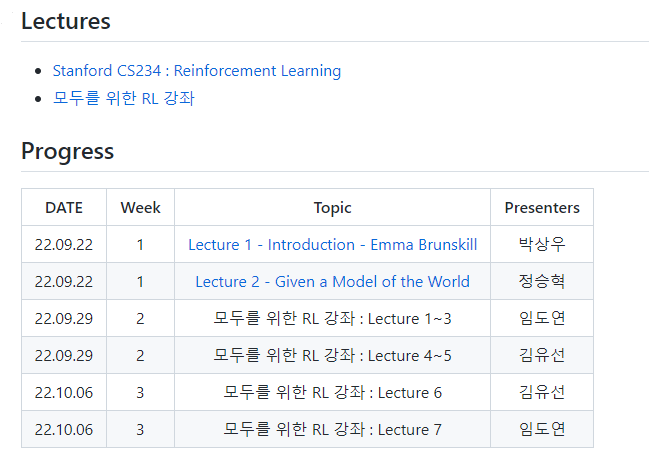 Lectures
Stanford CS234 : Reinforcement Learning
모두를 위한 RL 강좌
Progress
DATE Week Topic Presenters
22.09.22 1 Lecture 1 - Introduction - Emma Brunskill 박상우
22.09.22 1 Lecture 2 - Given a Model of the World 정승혁
22.09.29 2 모두를 위한 RL 강좌 : Lecture 1~3 임도연
22.09.29 2 모두를 위한 RL 강좌 : Lecture 4~5 김유선
22.10.06 3 모두를 위한 RL 강좌 : Lecture 6 김유선
22.10.06 3 모두를 위한 RL 강좌 : Lecture 7 임도연